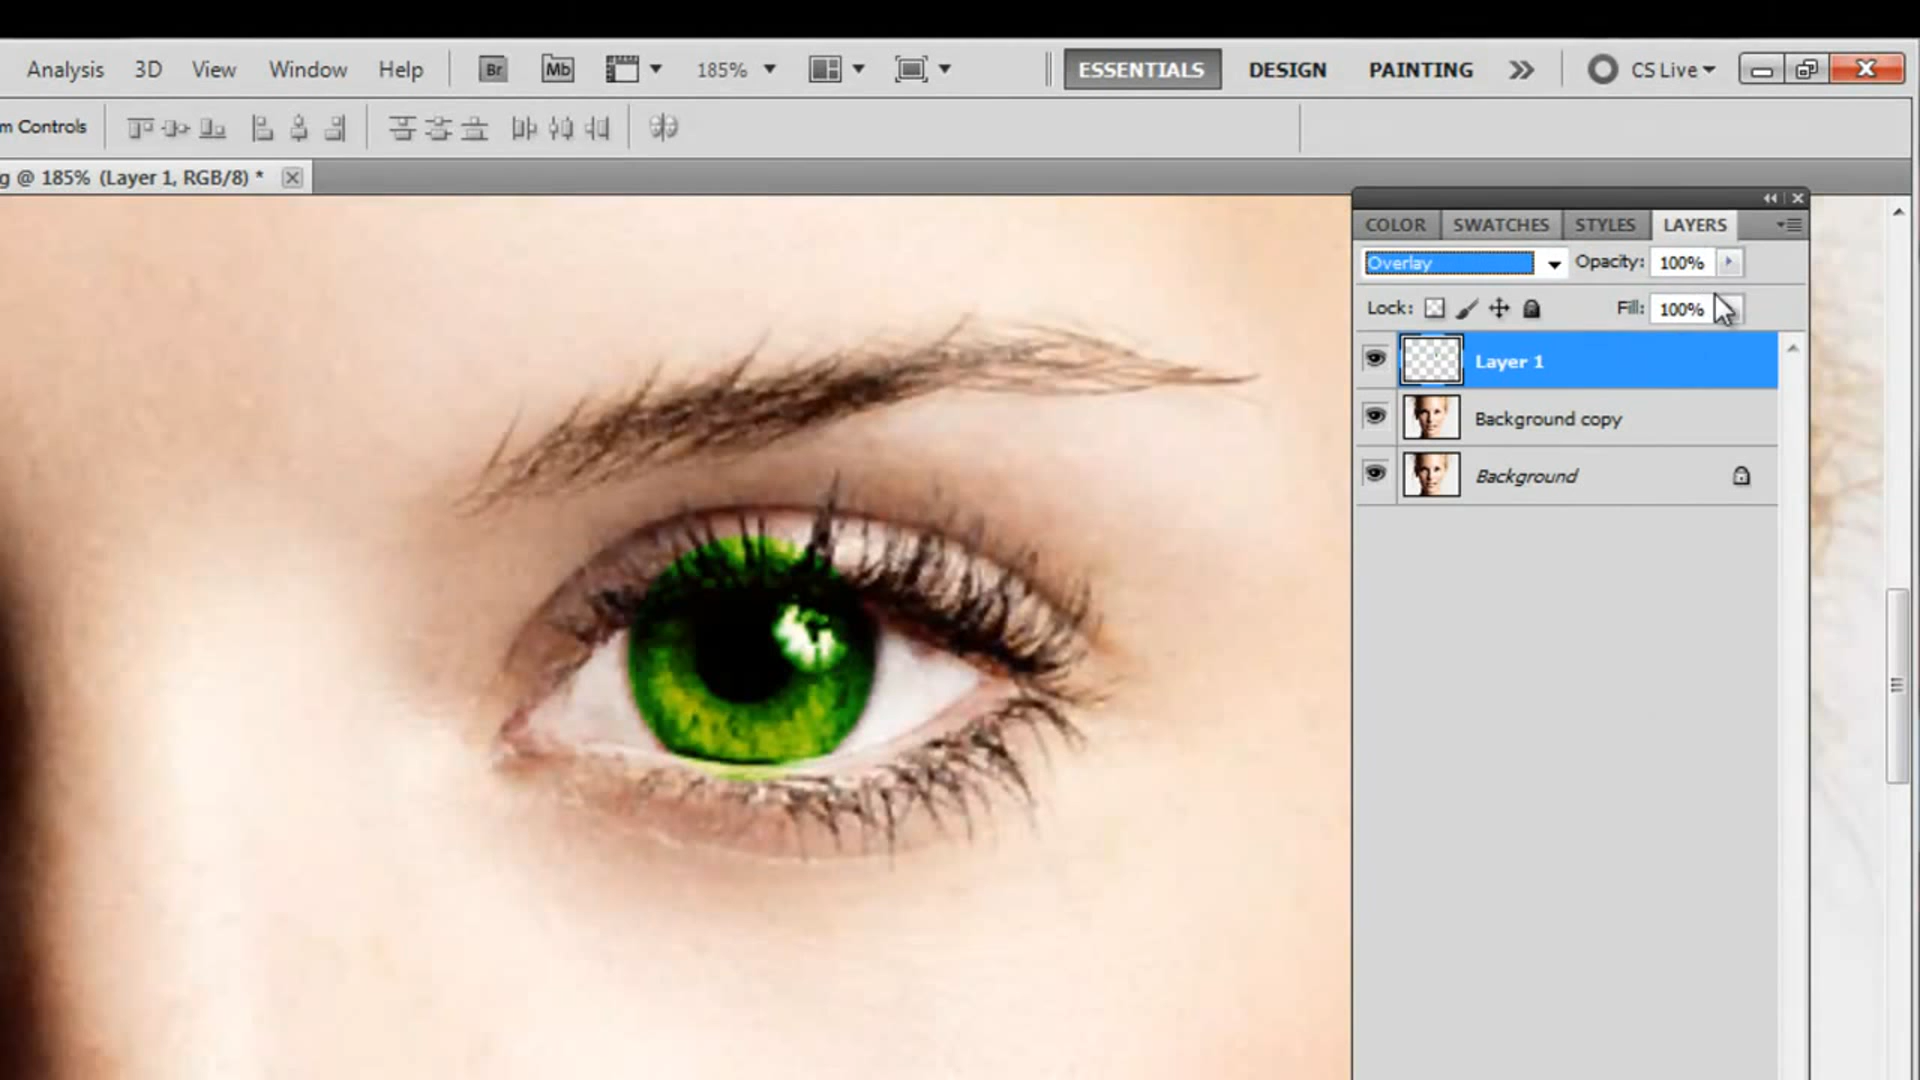 Analysis 3D View Window Help Br Mb 185% ESSENTIALS DESIGN PAINTING CS Live
m Controls
g @ 185% (Layer 1, RGB/8) *
COLOR SWATCHES STYLES LAYERS
Overlay Opacity: 100%
Lock: Fill: 100%
Layer 1
Background copy
Background